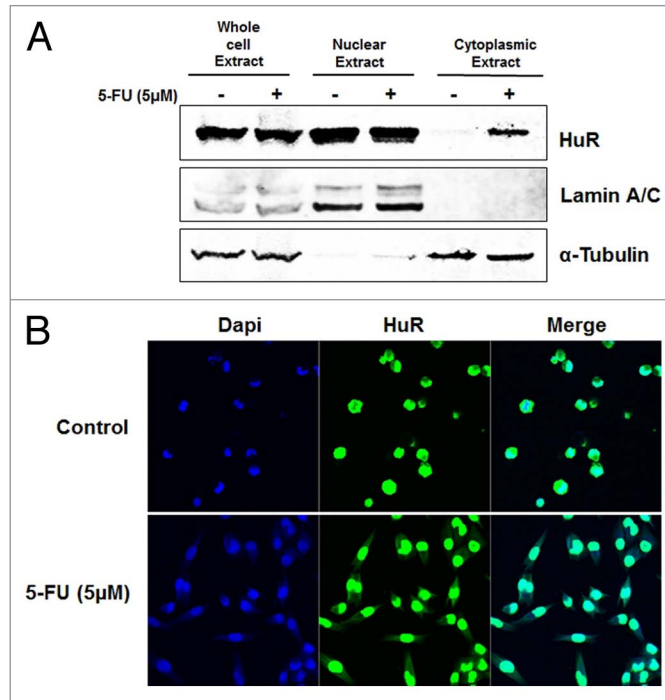 A
Whole Nuclear Cytoplasmic
cell Extract Extract
Extract
5-FU (5µM) - + - + - +
HuR
Lamin A/C
α-Tubulin
B
Dapi HuR Merge
Control
5-FU (5µM)